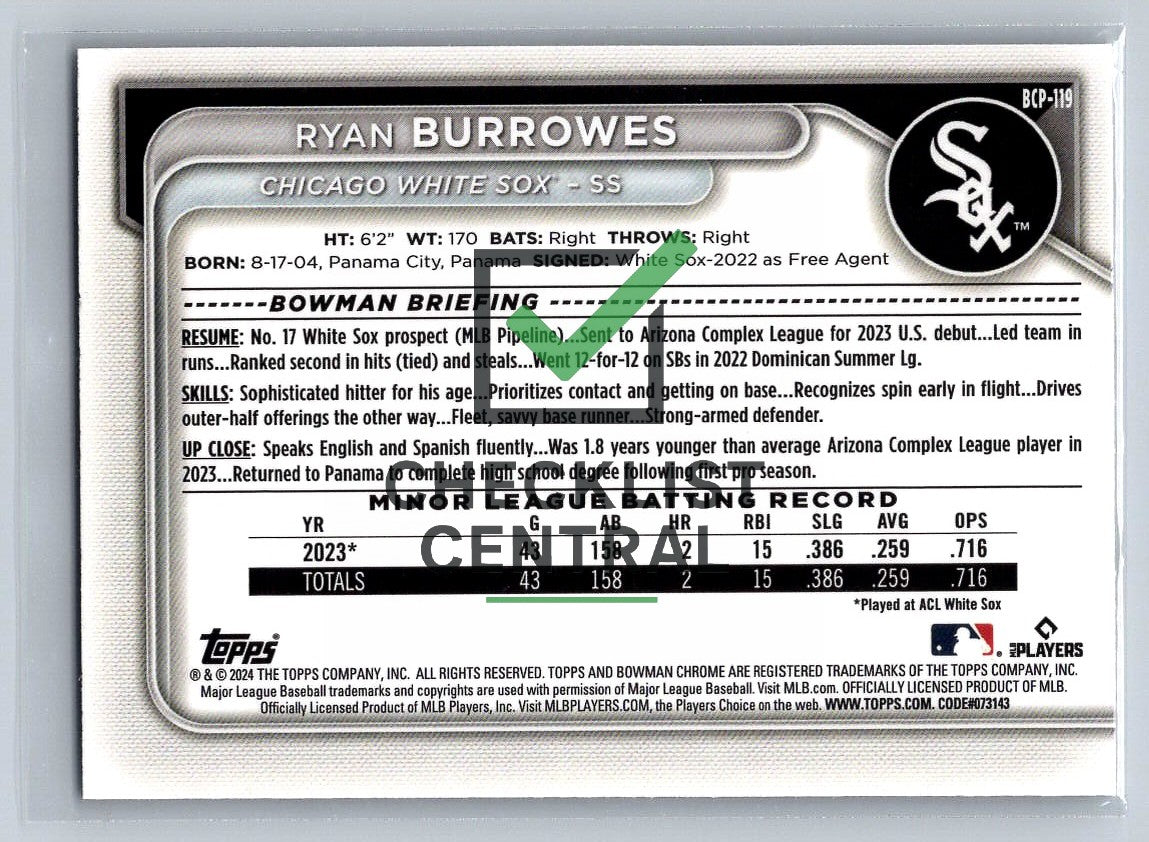 BCP-119
RYAN BURROWES
CHICAGO WHITE SOX™ - SS
Sox™
HT: 6'2" WT: 170 BATS: Right THROWS: Right
BORN: 8-17-04, Panama City, Panama SIGNED: White Sox-2022 as Free Agent
BOWMAN BRIEFING
RESUME: No. 17 White Sox prospect (MLB Pipeline)...Sent to Arizona Complex League for 2023 U.S. debut...Led team in
runs...Ranked second in hits (tied) and steals...Went 12-for-12 on SBs in 2022 Dominican Summer Lg.
SKILLS: Sophisticated hitter for his age...Prioritizes contact and getting on base...Recognizes spin early in flight...Drives
outer-half offerings the other way...Fleet, savvy base runner...Strong-armed defender.
UP CLOSE: Speaks English and Spanish fluently...Was 1.8 years younger than average Arizona Complex League player in
2023...Returned to Panama to complete high school degree following first pro season.
CHECKLIST
CENTRAL
MINOR LEAGUE BATTING RECORD
YR G AB HR RBI SLG AVG OPS
2023* 43 158 2 15 .386 .259 .716
TOTALS 43 158 2 15 .386 .259 .716
*Played at ACL White Sox
Topps®
MLB PLAYERS
® & © 2024 THE TOPPS COMPANY, INC. ALL RIGHTS RESERVED. TOPPS AND BOWMAN CHROME ARE REGISTERED TRADEMARKS OF THE TOPPS COMPANY, INC.
Major League Baseball trademarks and copyrights are used with permission of Major League Baseball. Visit MLB.com. OFFICIALLY LICENSED PRODUCT OF MLB.
Officially Licensed Product of MLB Players, Inc. Visit MLBPLAYERS.COM, the Players Choice on the web. WWW.TOPPS.COM. CODE#073143